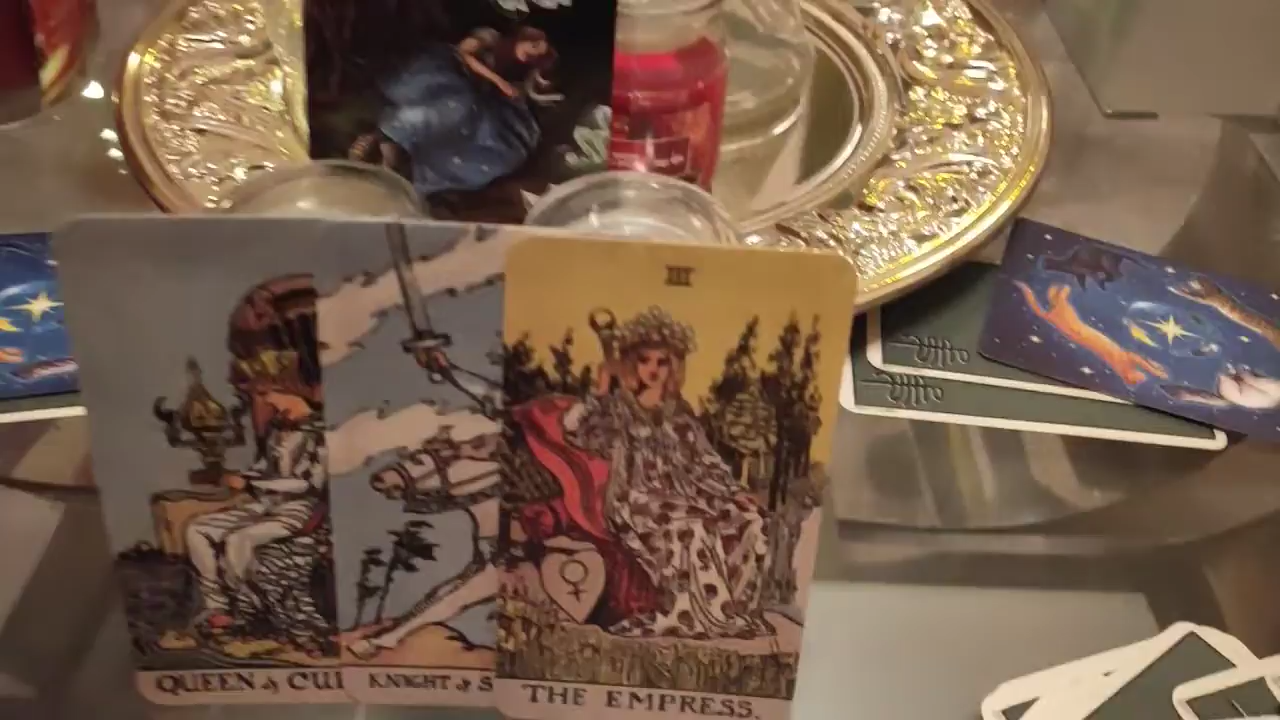 III
QUEEN of CU
KNIGHT of S
THE EMPRESS.